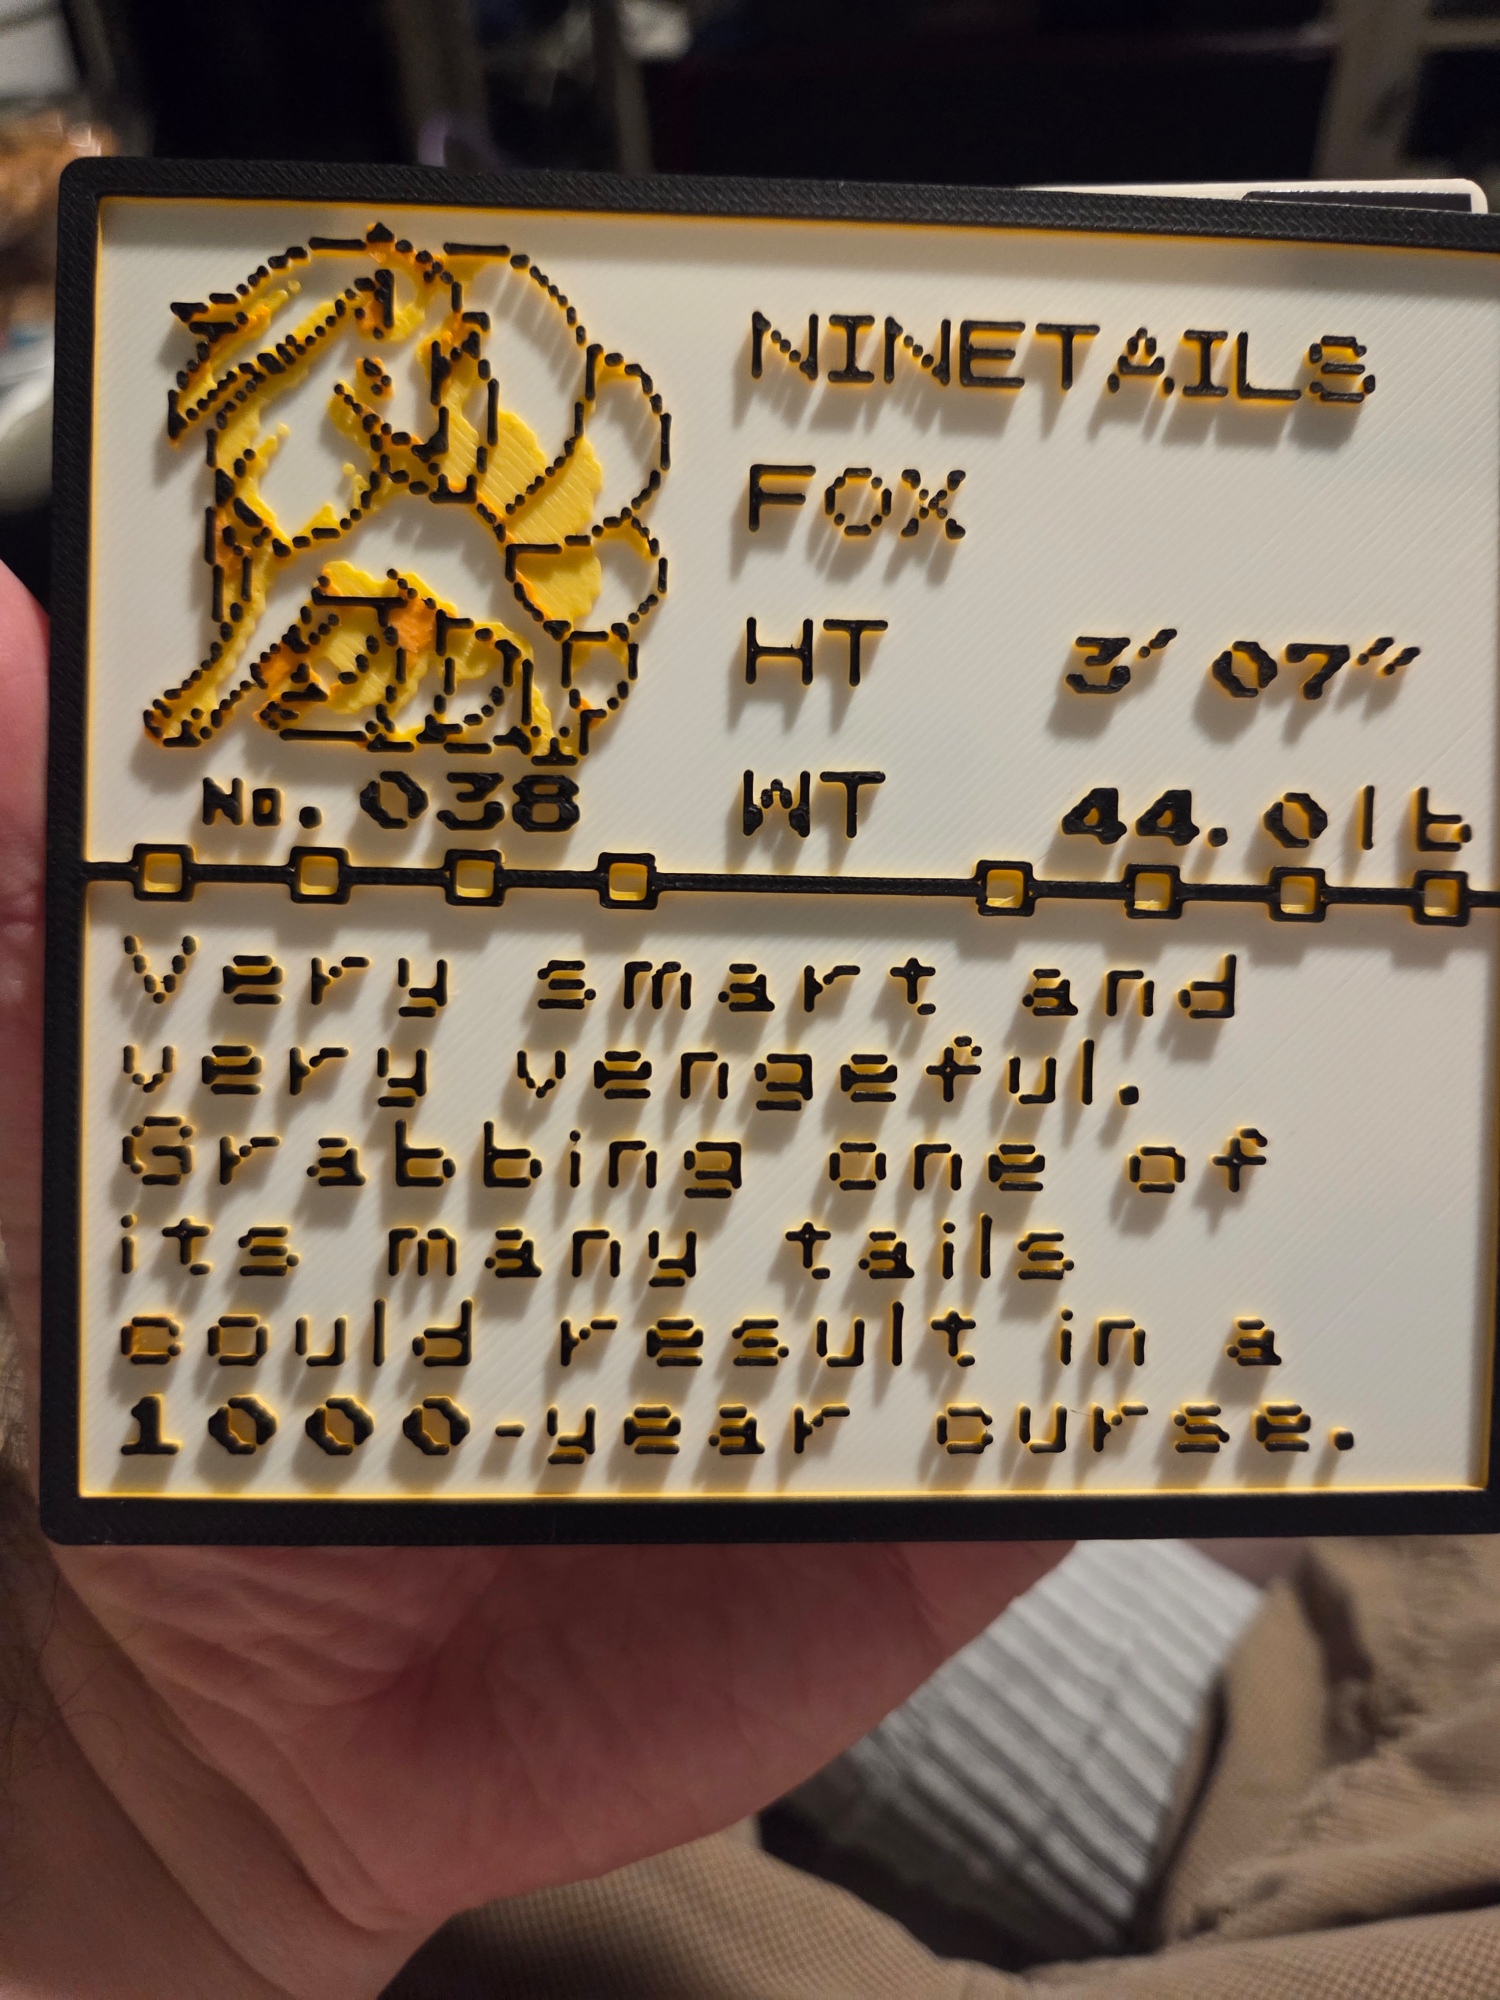 NINETAILS
FOX
HT 3′07″
No. 038
WT 44.0lb
Very smart and
very vengeful.
Grabbing one of
its many tails
could result in a
1000-year curse.